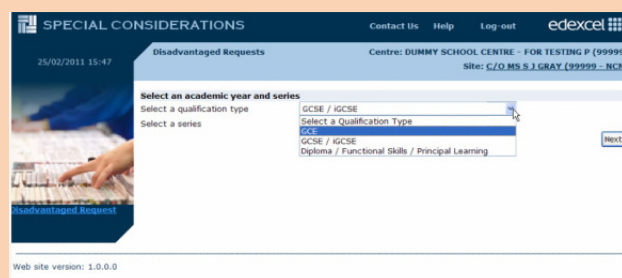 SPECIAL CONSIDERATIONS
Contact Us Help Log-out edexcel
25/02/2011 15:47
Disadvantaged Requests
Centre: DUMMY SCHOOL CENTRE - FOR TESTING P (99999
Site: C/O MS S J GRAY (99999 - NCN
Select an academic year and series
Select a qualification type
GCSE / iGCSE
Select a series
Select a Qualification Type
GCE
GCSE / iGCSE
Diploma / Functional Skills / Principal Learning
Next
Disadvantaged Request
Web site version: 1.0.0.0